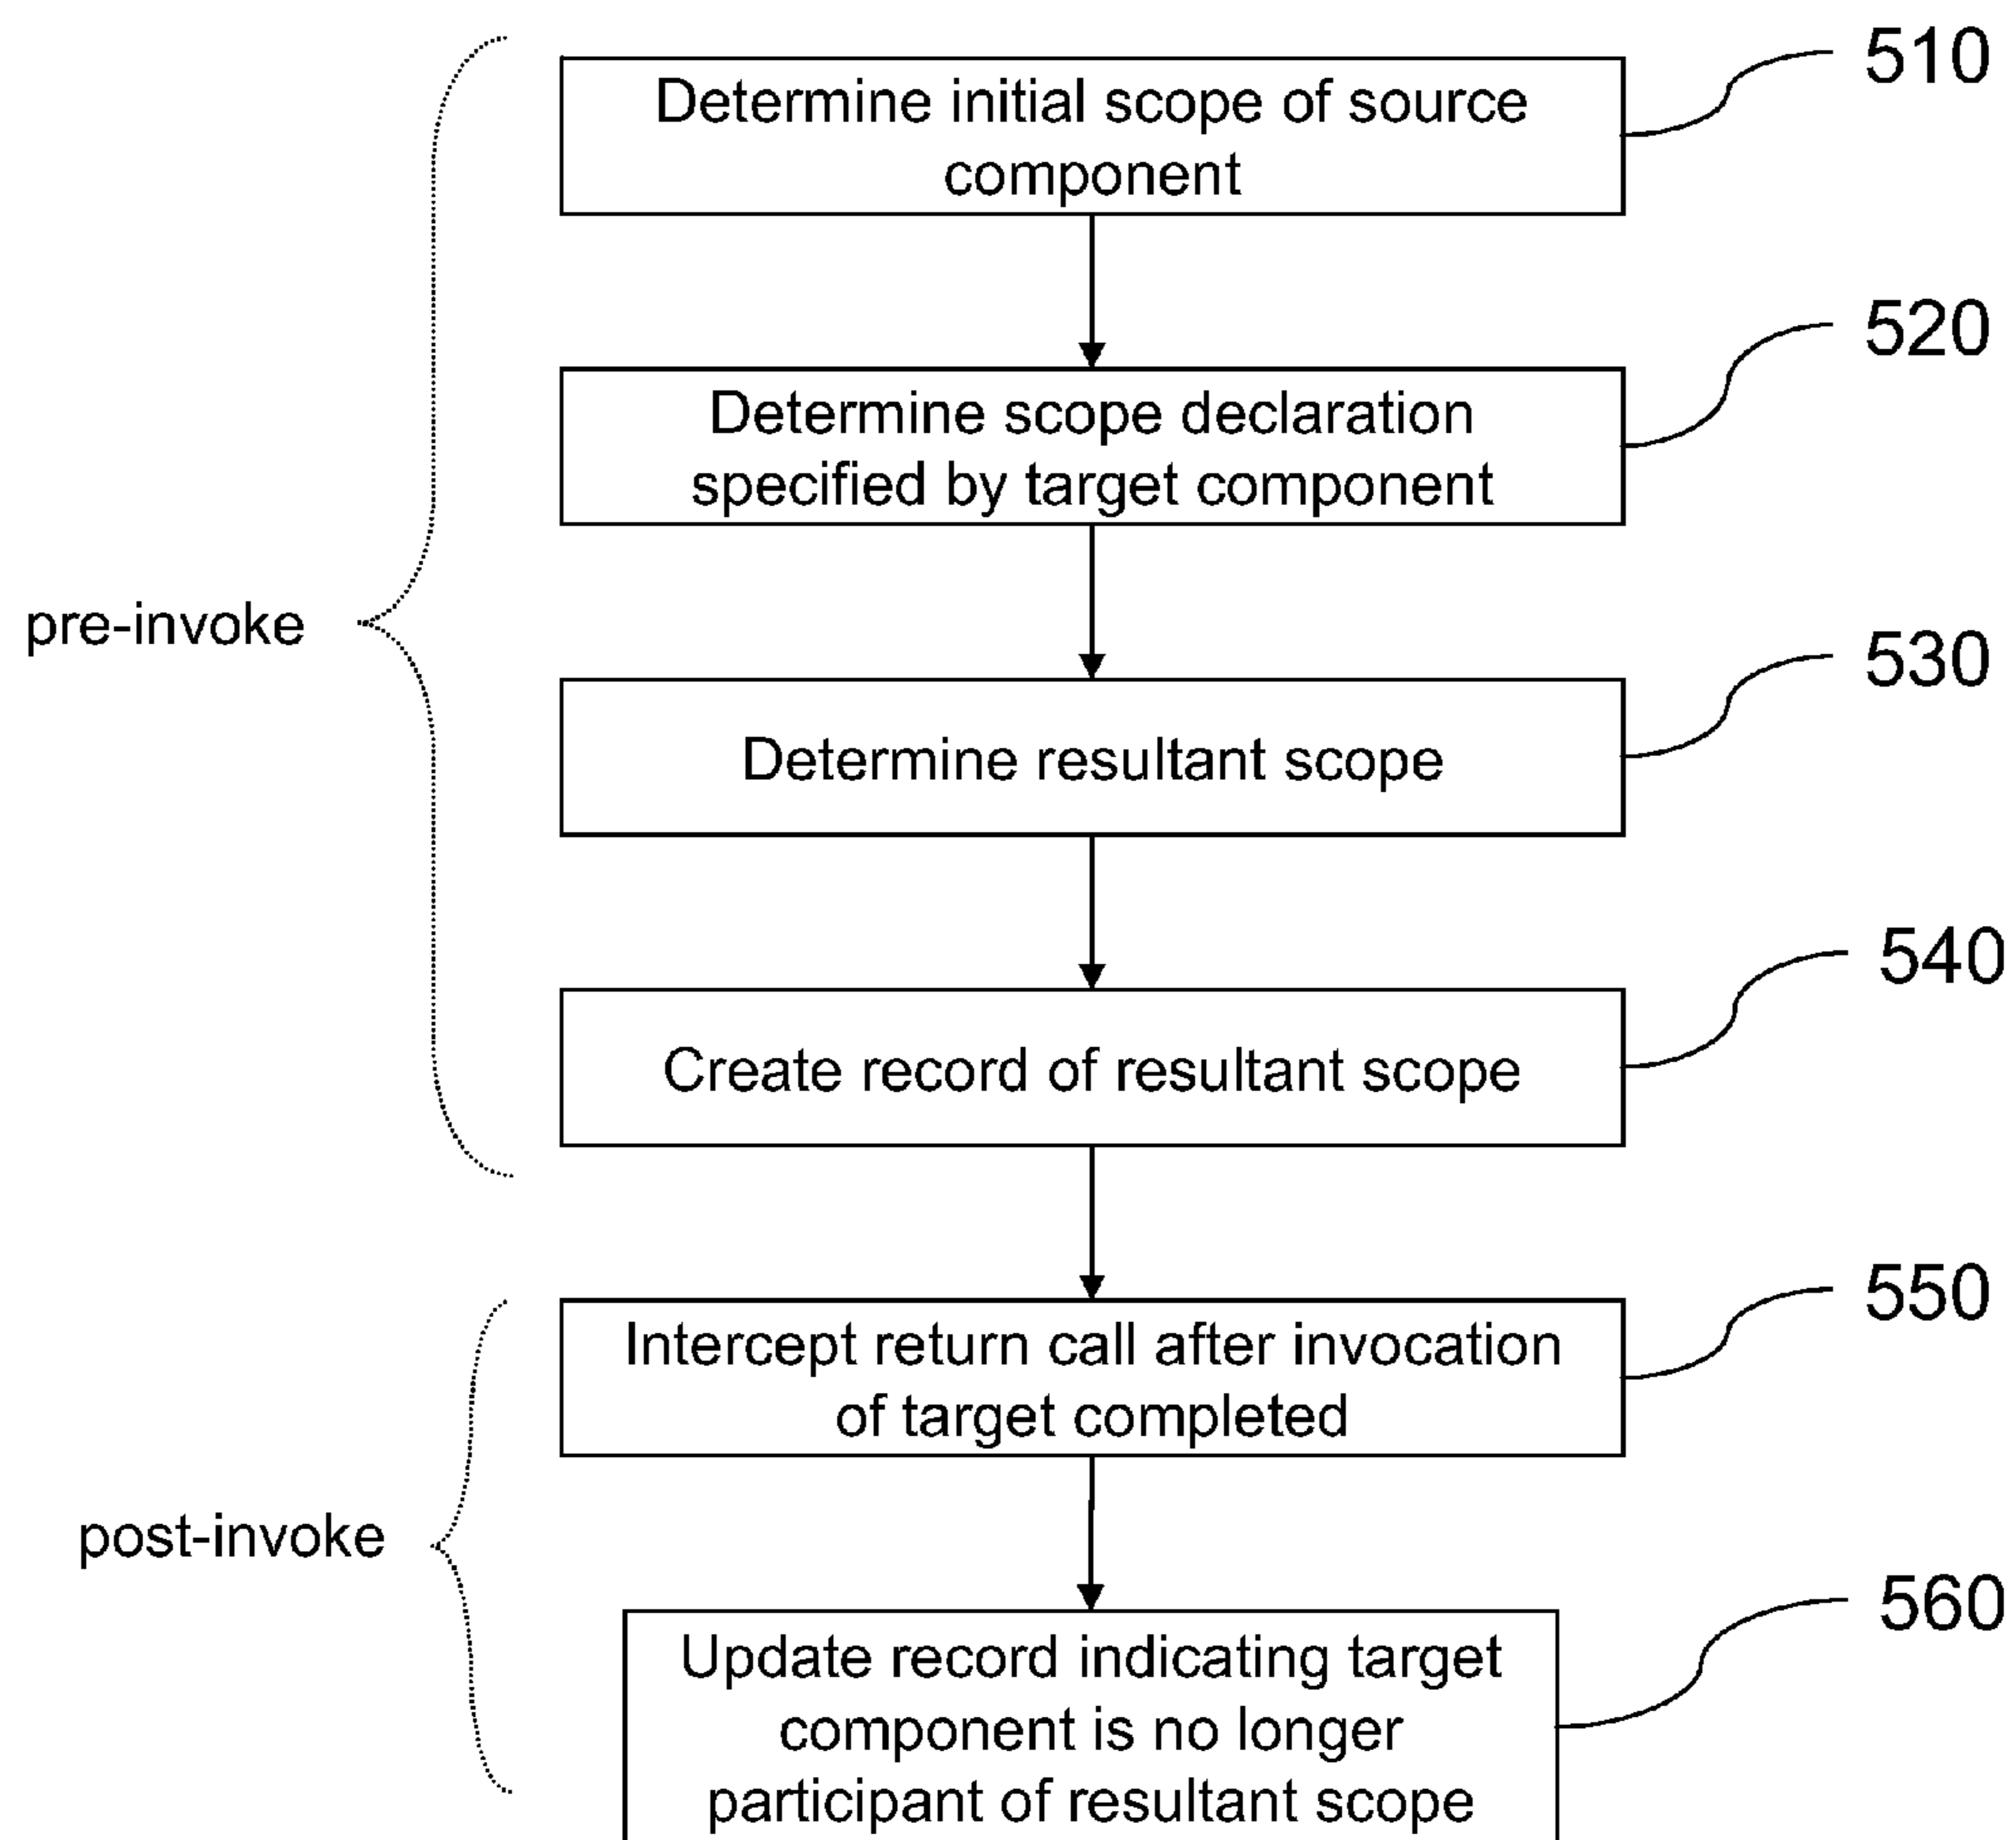 510
Determine initial scope of source
component
520
Determine scope declaration
specified by target component
pre-invoke
530
Determine resultant scope
540
Create record of resultant scope
550
Intercept return call after invocation
of target completed
post-invoke
560
Update record indicating target
component is no longer
participant of resultant scope